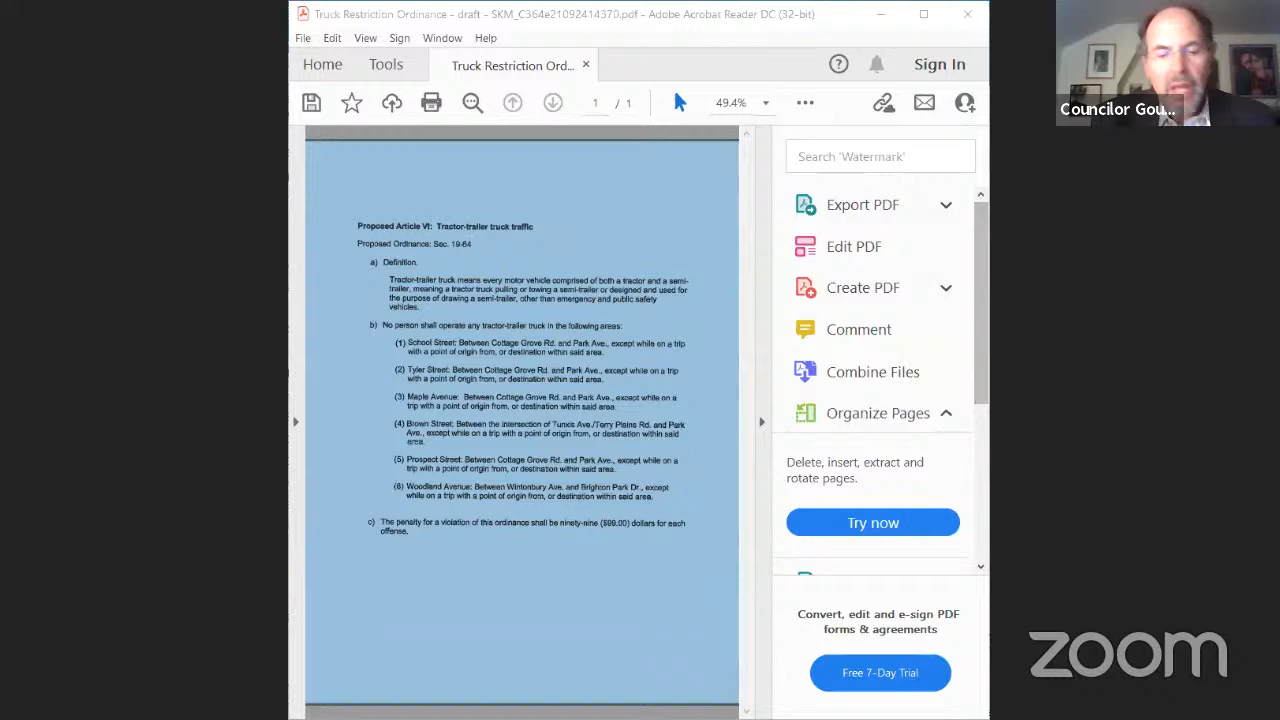 Truck Restriction Ordinance - draft - SKM_C364e21092414370.pdf - Adobe Acrobat Reader DC (32-bit)
File Edit View Sign Window Help
Home Tools Truck Restriction Ord... × Sign In
1 / 1 49.4%
Councilor Gou...
Proposed Article VI: Tractor-trailer truck traffic
Proposed Ordinance: Sec. 19-64
a) Definition.
Tractor-trailer truck means every motor vehicle comprised of both a tractor and a semi-
trailer, meaning a tractor truck pulling or towing a semi-trailer or designed and used for
the purpose of drawing a semi-trailer, other than emergency and public safety
vehicles.
b) No person shall operate any tractor-trailer truck in the following areas:
(1) School Street: Between Cottage Grove Rd. and Park Ave., except while on a trip
with a point of origin from, or destination within said area.
(2) Tyler Street: Between Cottage Grove Rd. and Park Ave., except while on a trip
with a point of origin from, or destination within said area.
(3) Maple Avenue: Between Cottage Grove Rd. and Park Ave., except while on a
trip with a point of origin from, or destination within said area.
(4) Brown Street: Between the intersection of Tunxis Ave./Terry Plains Rd. and Park
Ave., except while on a trip with a point of origin from, or destination within said
area.
(5) Prospect Street: Between Cottage Grove Rd. and Park Ave., except while on a
trip with a point of origin from, or destination within said area.
(6) Woodland Avenue: Between Wintonbury Ave. and Brighton Park Dr., except
while on a trip with a point of origin from, or destination within said area.
c) The penalty for a violation of this ordinance shall be ninety-nine ($99.00) dollars for each
offense.
Search 'Watermark'
Export PDF
Edit PDF
Create PDF
Comment
Combine Files
Organize Pages
Delete, insert, extract and
rotate pages.
Try now
Convert, edit and e-sign PDF
forms & agreements
Free 7-Day Trial
zoom